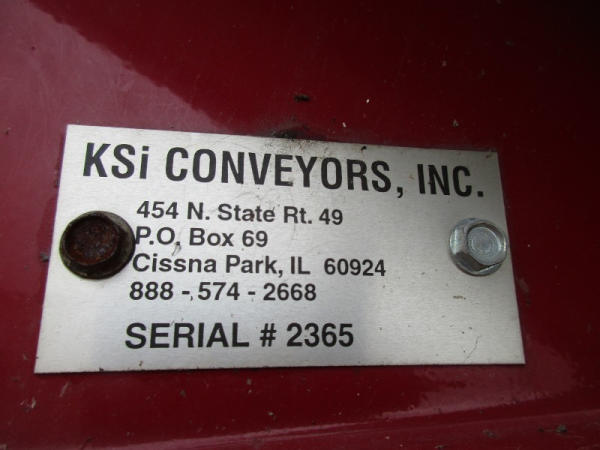 KSi CONVEYORS, INC.
454 N. State Rt. 49
P.O. Box 69
Cissna Park, IL 60924
888 - 574 - 2668
SERIAL # 2365